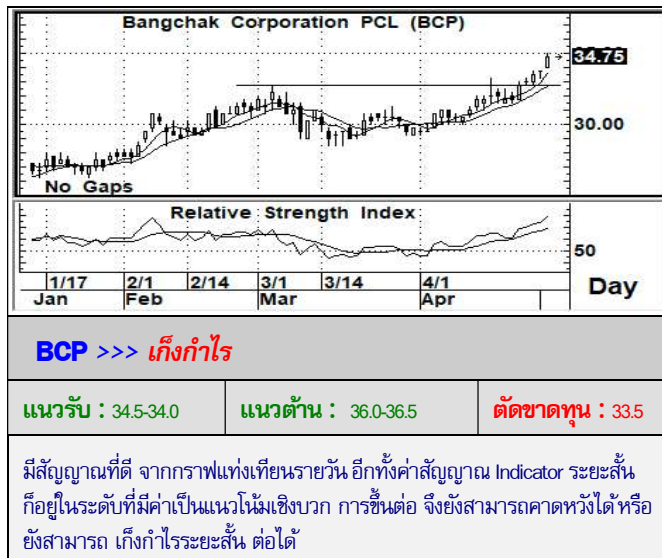 Bangchak Corporation PCL (BCP)
34.75
30.00
No Gaps
Relative Strength Index
50
1/17 2/1 2/14 3/1 3/14 4/1
Jan Feb Mar Apr
Day
BCP >>> เก็งกำไร
แนวรับ : 34.5-34.0 แนวต้าน : 36.0-36.5 ตัดขาดทุน : 33.5
มีสัญญาณที่ดี จากกราฟแท่งเทียนรายวัน อีกทั้งค่าสัญญาณ Indicator ระยะสั้น
ก็อยู่ในระดับที่มีค่าเป็นแนวโน้มเชิงบวก การขึ้นต่อ จึงยังสามารถคาดหวังได้หรือ
ยังสามารถ เก็งกำไรระยะสั้น ต่อได้